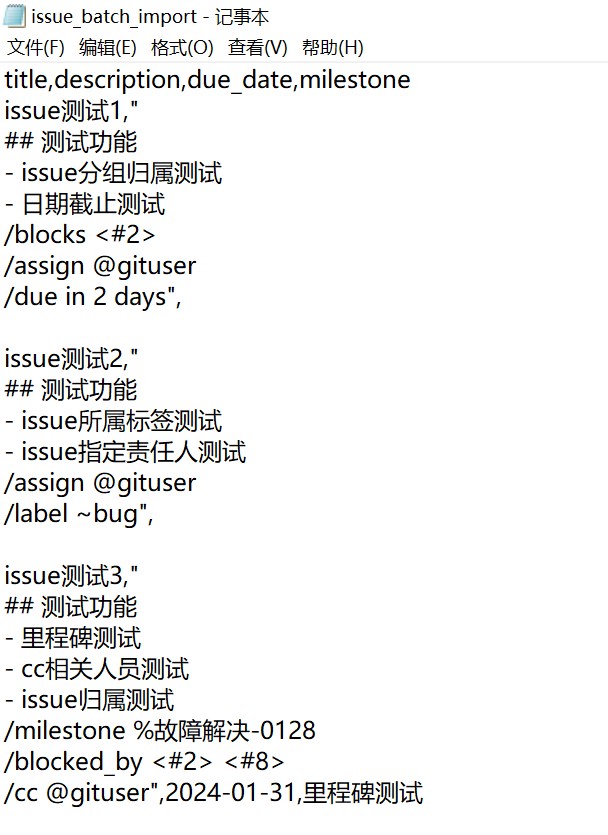 issue_batch_import - 记事本
文件(F) 编辑(E) 格式(O) 查看(V) 帮助(H)
title,description,due_date,milestone
issue测试1,"
## 测试功能
- issue分组归属测试
- 日期截止测试
/blocks <#2>
/assign @gituser
/due in 2 days",
issue测试2,"
## 测试功能
- issue所属标签测试
- issue指定责任人测试
/assign @gituser
/label ~bug",
issue测试3,"
## 测试功能
- 里程碑测试
- cc相关人员测试
- issue归属测试
/milestone %故障解决-0128
/blocked_by <#2> <#8>
/cc @gituser",2024-01-31,里程碑测试